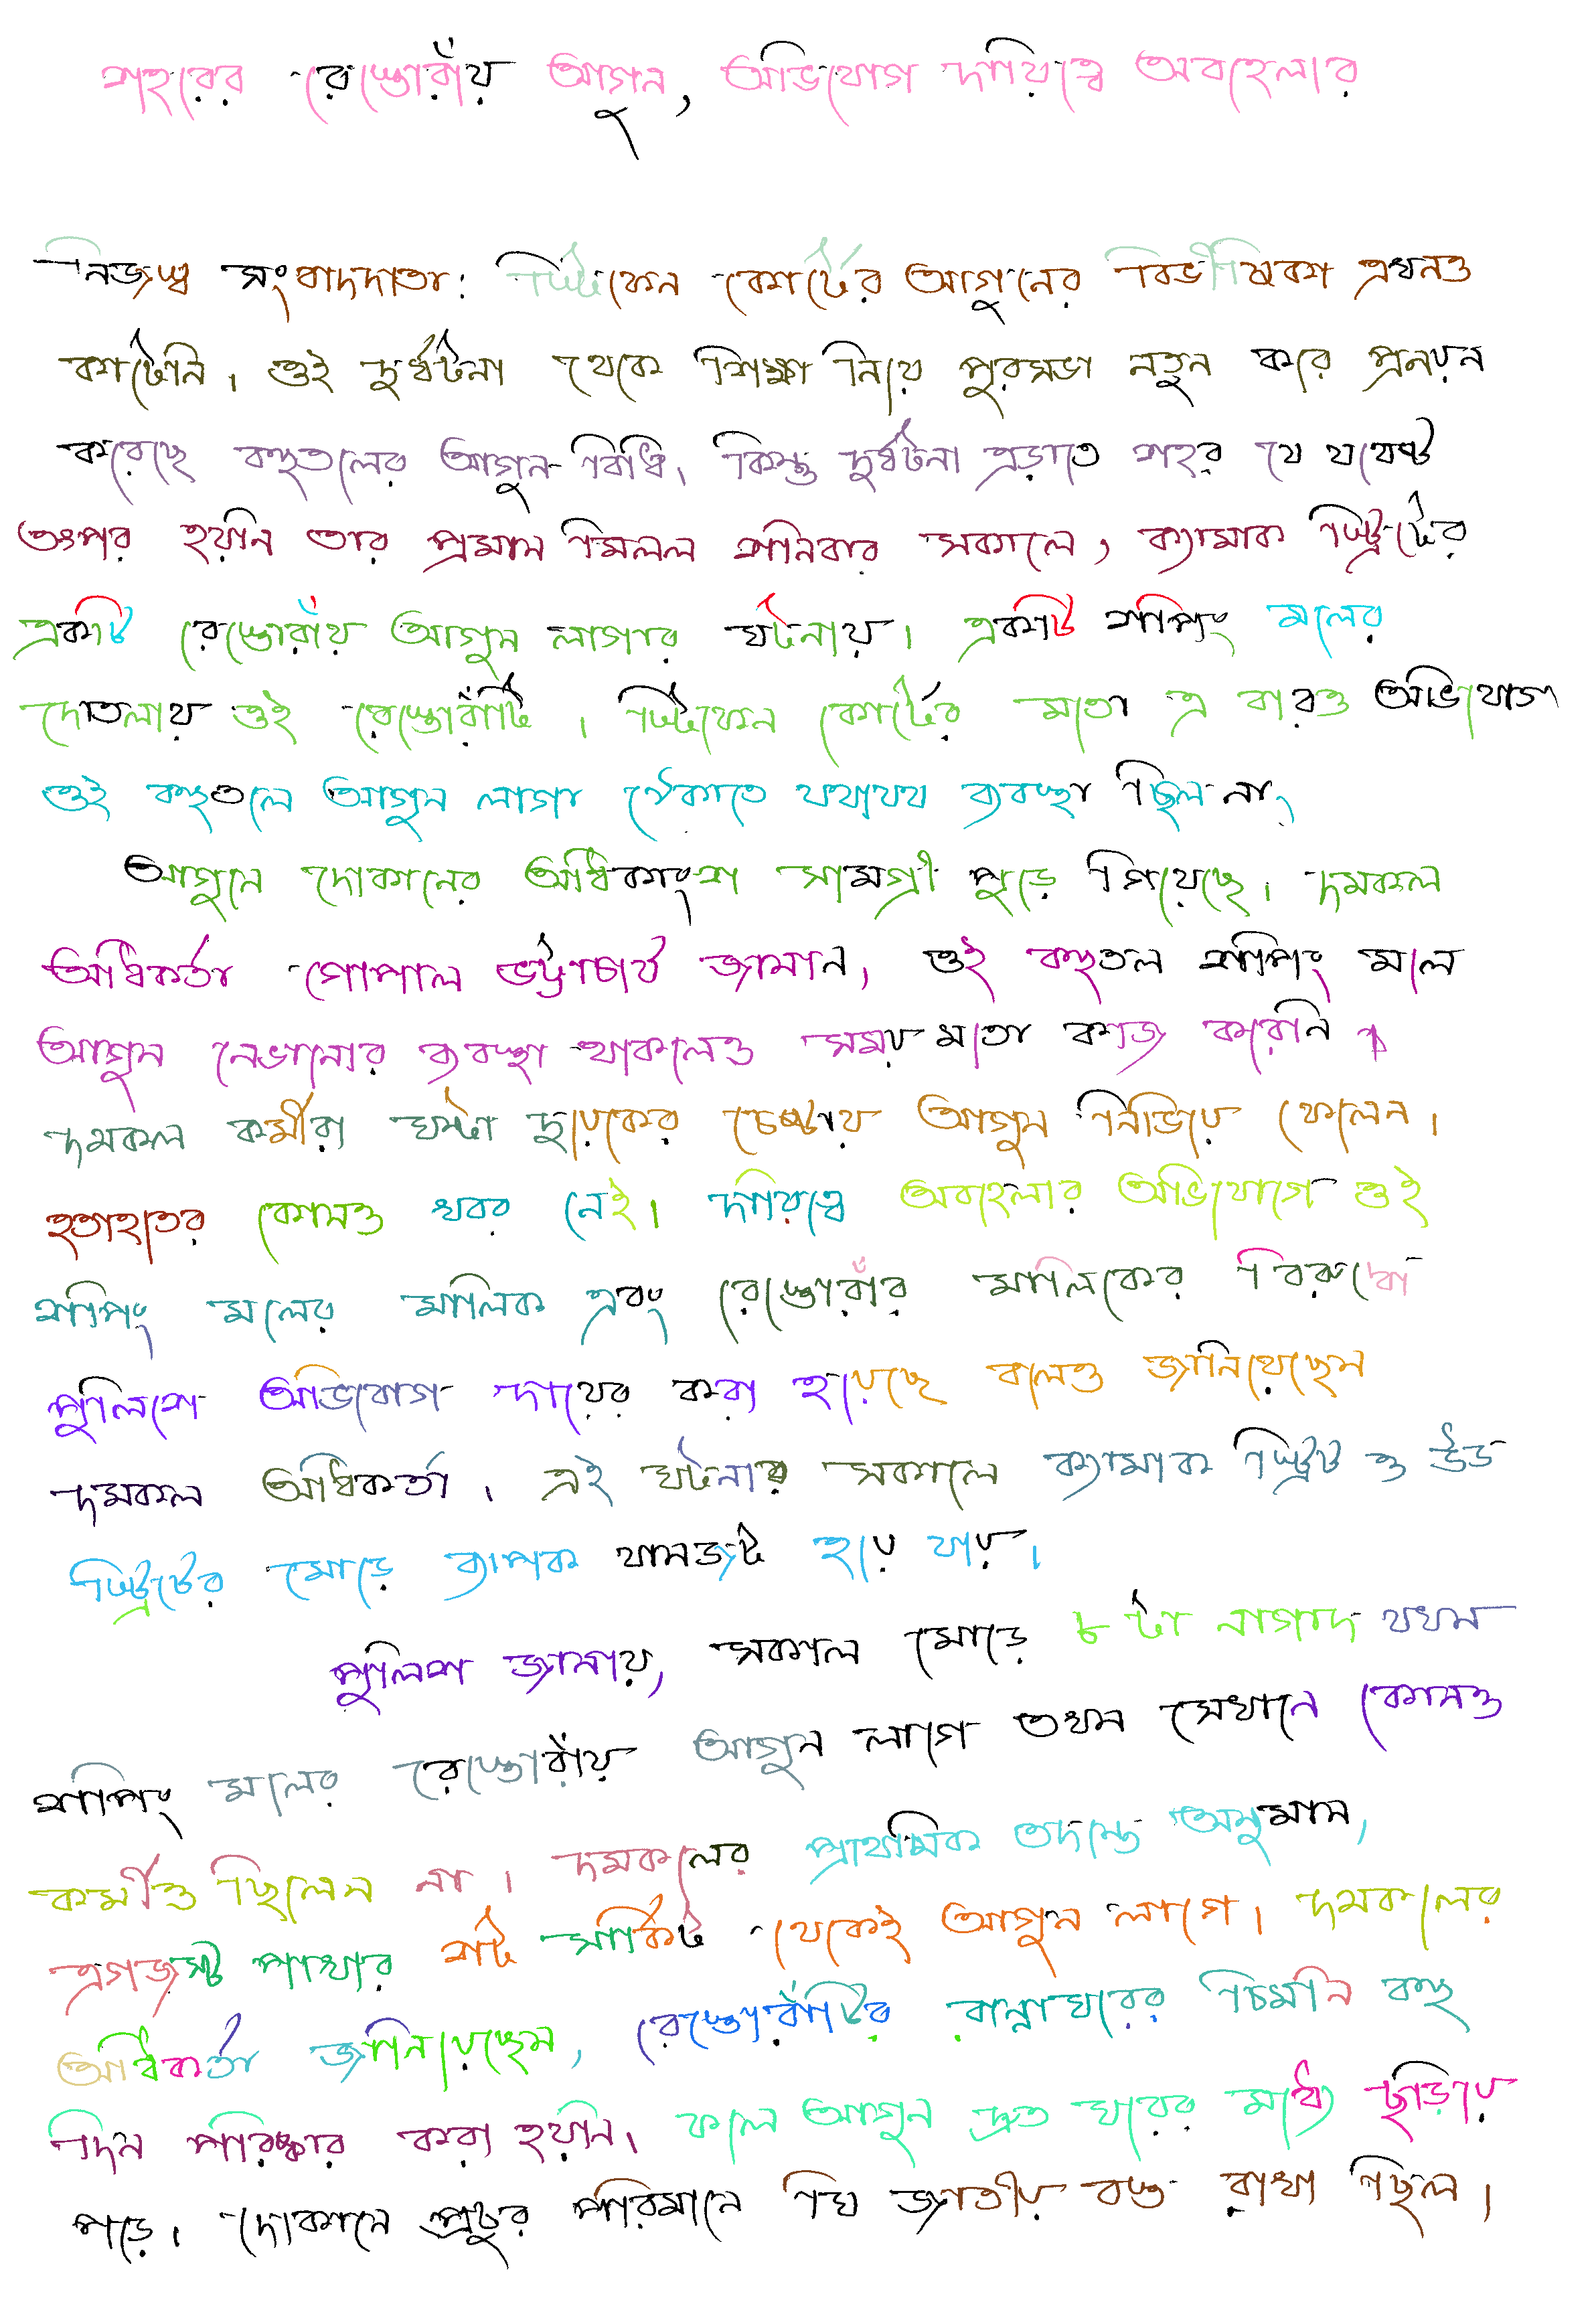 শহরের রেস্তোরাঁয় আগুন, অভিযোগ দায়িত্বে অবহেলার
নিজস্ব সংবাদদাতা: স্টিফেন কোর্টের আগুনের বিভীষিকা এখনও
কাটেনি। ওই দুর্ঘটনা থেকে শিক্ষা নিয়ে পুরসভা নতুন করে প্রনয়ন
করেছে বহুতলের আগুন-বিধি। কিন্তু দুর্ঘটনা এড়াতে শহর যে যথেষ্ট
তৎপর হয়নি তার প্রমান মিলল শনিবার সকালে, ক্যামাক স্ট্রিটের
একটি রেস্তোরাঁয় আগুন লাগার ঘটনায়। একটি শপিং মলের
দোতলায় ওই রেস্তোরাঁটি। স্টিফেন কোর্টের মতো এ বারও অভিযোগ
ওই বহুতলে আগুন লাগা ঠেকাতে যথাযথ ব্যবস্থা ছিল না।
আগুনে দোকানের অধিকাংশ সামগ্রী পুড়ে গিয়েছে। দমকল
অধিকর্তা গোপাল ভট্টাচার্য জানান, ওই বহুতল শপিং মলে
আগুন নেভানোর ব্যবস্থা থাকলেও সময় মতো কাজ করেনি।
দমকল কর্মীরা ঘন্টা দুয়েকের চেষ্টায় আগুন নিভিয়ে ফেলেন।
হতাহতের কোনও খবর নেই। দায়িত্বে অবহেলার অভিযোগে ওই
শপিং মলের মালিক এবং রেস্তোরাঁর মালিকের বিরুদ্ধে
পুলিশে অভিযোগ দায়ের করা হয়েছে বলেও জানিয়েছেন
দমকল অধিকর্তা। এই ঘটনার সকালে ক্যামাক স্ট্রিট ও উড
স্ট্রিটের মোড়ে ব্যাপক যানজট হয়ে যায়।
পুলিশ জানায়, সকাল মোড়ে ৮ টা নাগাদ যখন
শপিং মলের রেস্তোরাঁয় আগুন লাগে তখন সেখানে কোনও
কর্মীও ছিলেন না। দমকলের প্রাথমিক তদন্তে অনুমান,
এগজস্ট পাখার শর্ট সার্কিট থেকেই আগুন লাগে। দমকলের
অধিকর্তা জানিয়েছেন, রেস্তোরাঁটির রান্নাঘরের চিমনি বহু
দিন পরিষ্কার করা হয়নি। ফলে আগুন দ্রুত ঘরের মধ্যে ছড়িয়ে
পড়ে। দোকানে প্রচুর পরিমানে ঘি জাতীয় বস্তু রাখা ছিল।